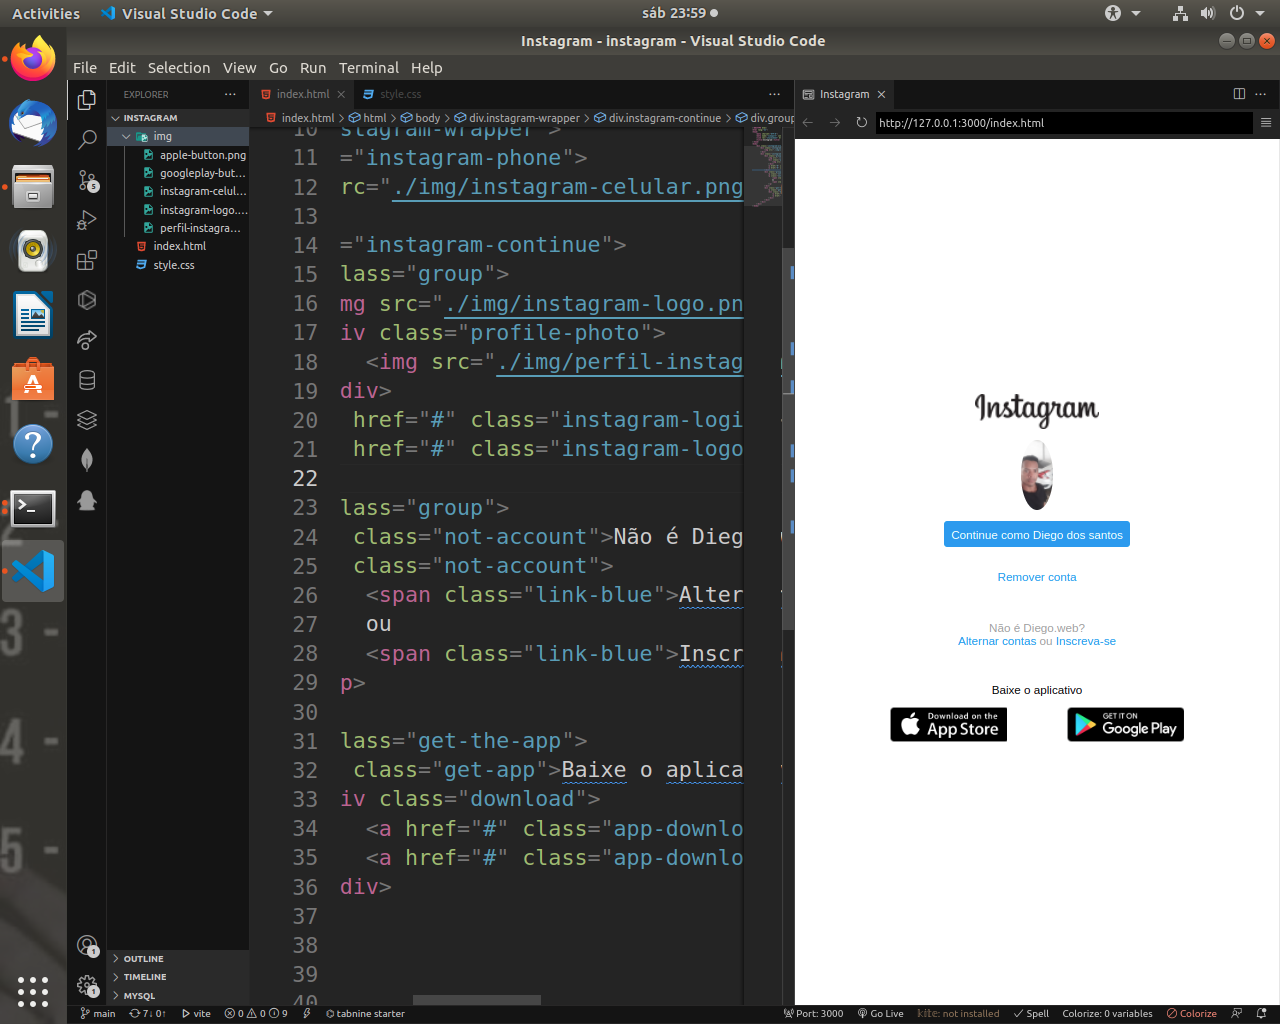 Activities
Visual Studio Code
sáb 23:59
Instagram - instagram - Visual Studio Code
File Edit Selection View Go Run Terminal Help
EXPLORER
INSTAGRAM
img
apple-button.png
googleplay-but...
instagram-celul...
instagram-logo....
perfil-instagra...
index.html
style.css
OUTLINE
TIMELINE
MYSQL
index.html
style.css
index.html > html > body > div.instagram-wrapper > div.instagram-continue > div.group
10 stagram-wrapper">
11 ="instagram-phone">
12 rc="./img/instagram-celular.png
13
14 ="instagram-continue">
15 lass="group">
16 mg src="./img/instagram-logo.pn
17 iv class="profile-photo">
18 <img src="./img/perfil-instag
19 div>
20 href="#" class="instagram-logi
21 href="#" class="instagram-logo
22
23 lass="group">
24 class="not-account">Não é Dieg
25 class="not-account">
26 <span class="link-blue">Alter
27 ou
28 <span class="link-blue">Inscr
29 p>
30
31 lass="get-the-app">
32 class="get-app">Baixe o aplica
33 iv class="download">
34 <a href="#" class="app-downlo
35 <a href="#" class="app-downlo
36 div>
37
38
39
40
Instagram
http://127.0.0.1:3000/index.html
Instagram
Continue como Diego dos santos
Remover conta
Não é Diego.web?
Alternar contas ou Inscreva-se
Baixe o aplicativo
Download on the
App Store
GET IT ON
Google Play
5
1
1
1 -
2
3 -
4 -
5 -
main 7↓ 0↑ vite 0 0 9 tabnine starter Port: 3000 Go Live kite: not installed Spell Colorize: 0 variables Colorize